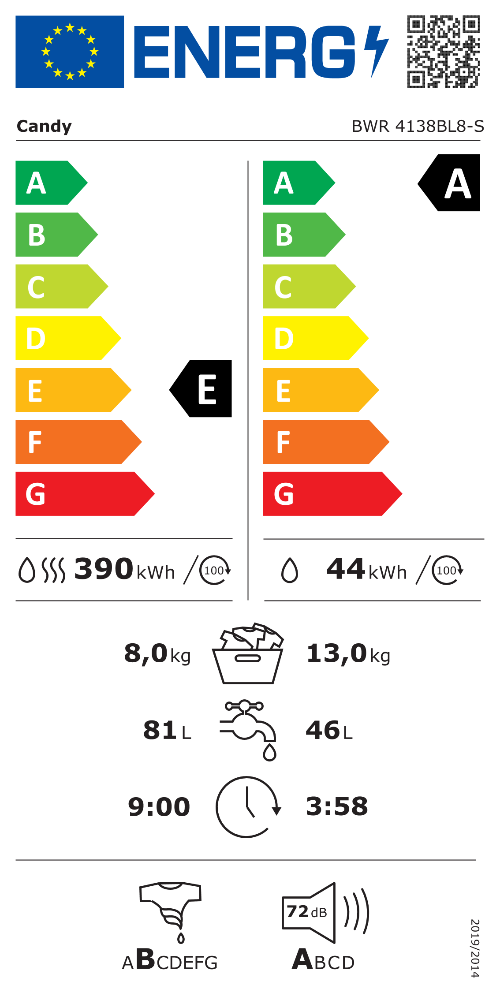 ENERG
Candy BWR 4138BL8-S
A A A
B B
C C
D D
E E E
F F
G G
390 kWh / 100 44 kWh / 100
8,0 kg 13,0 kg
81 L 46 L
9:00 3:58
72 dB
ABCDEFG ABCD
2019/2014